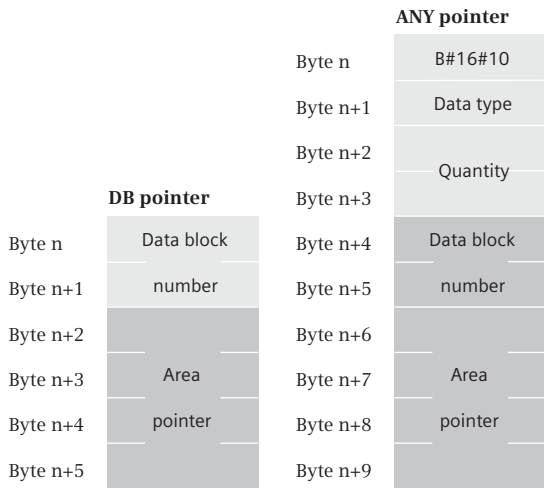 ANY pointer
Byte n B#16#10
Byte n+1 Data type
Byte n+2
Quantity
Byte n+3
DB pointer
Byte n Data block Byte n+4 Data block
Byte n+1 number Byte n+5 number
Byte n+2 Byte n+6
Byte n+3 Area Byte n+7 Area
Byte n+4 pointer Byte n+8 pointer
Byte n+5 Byte n+9